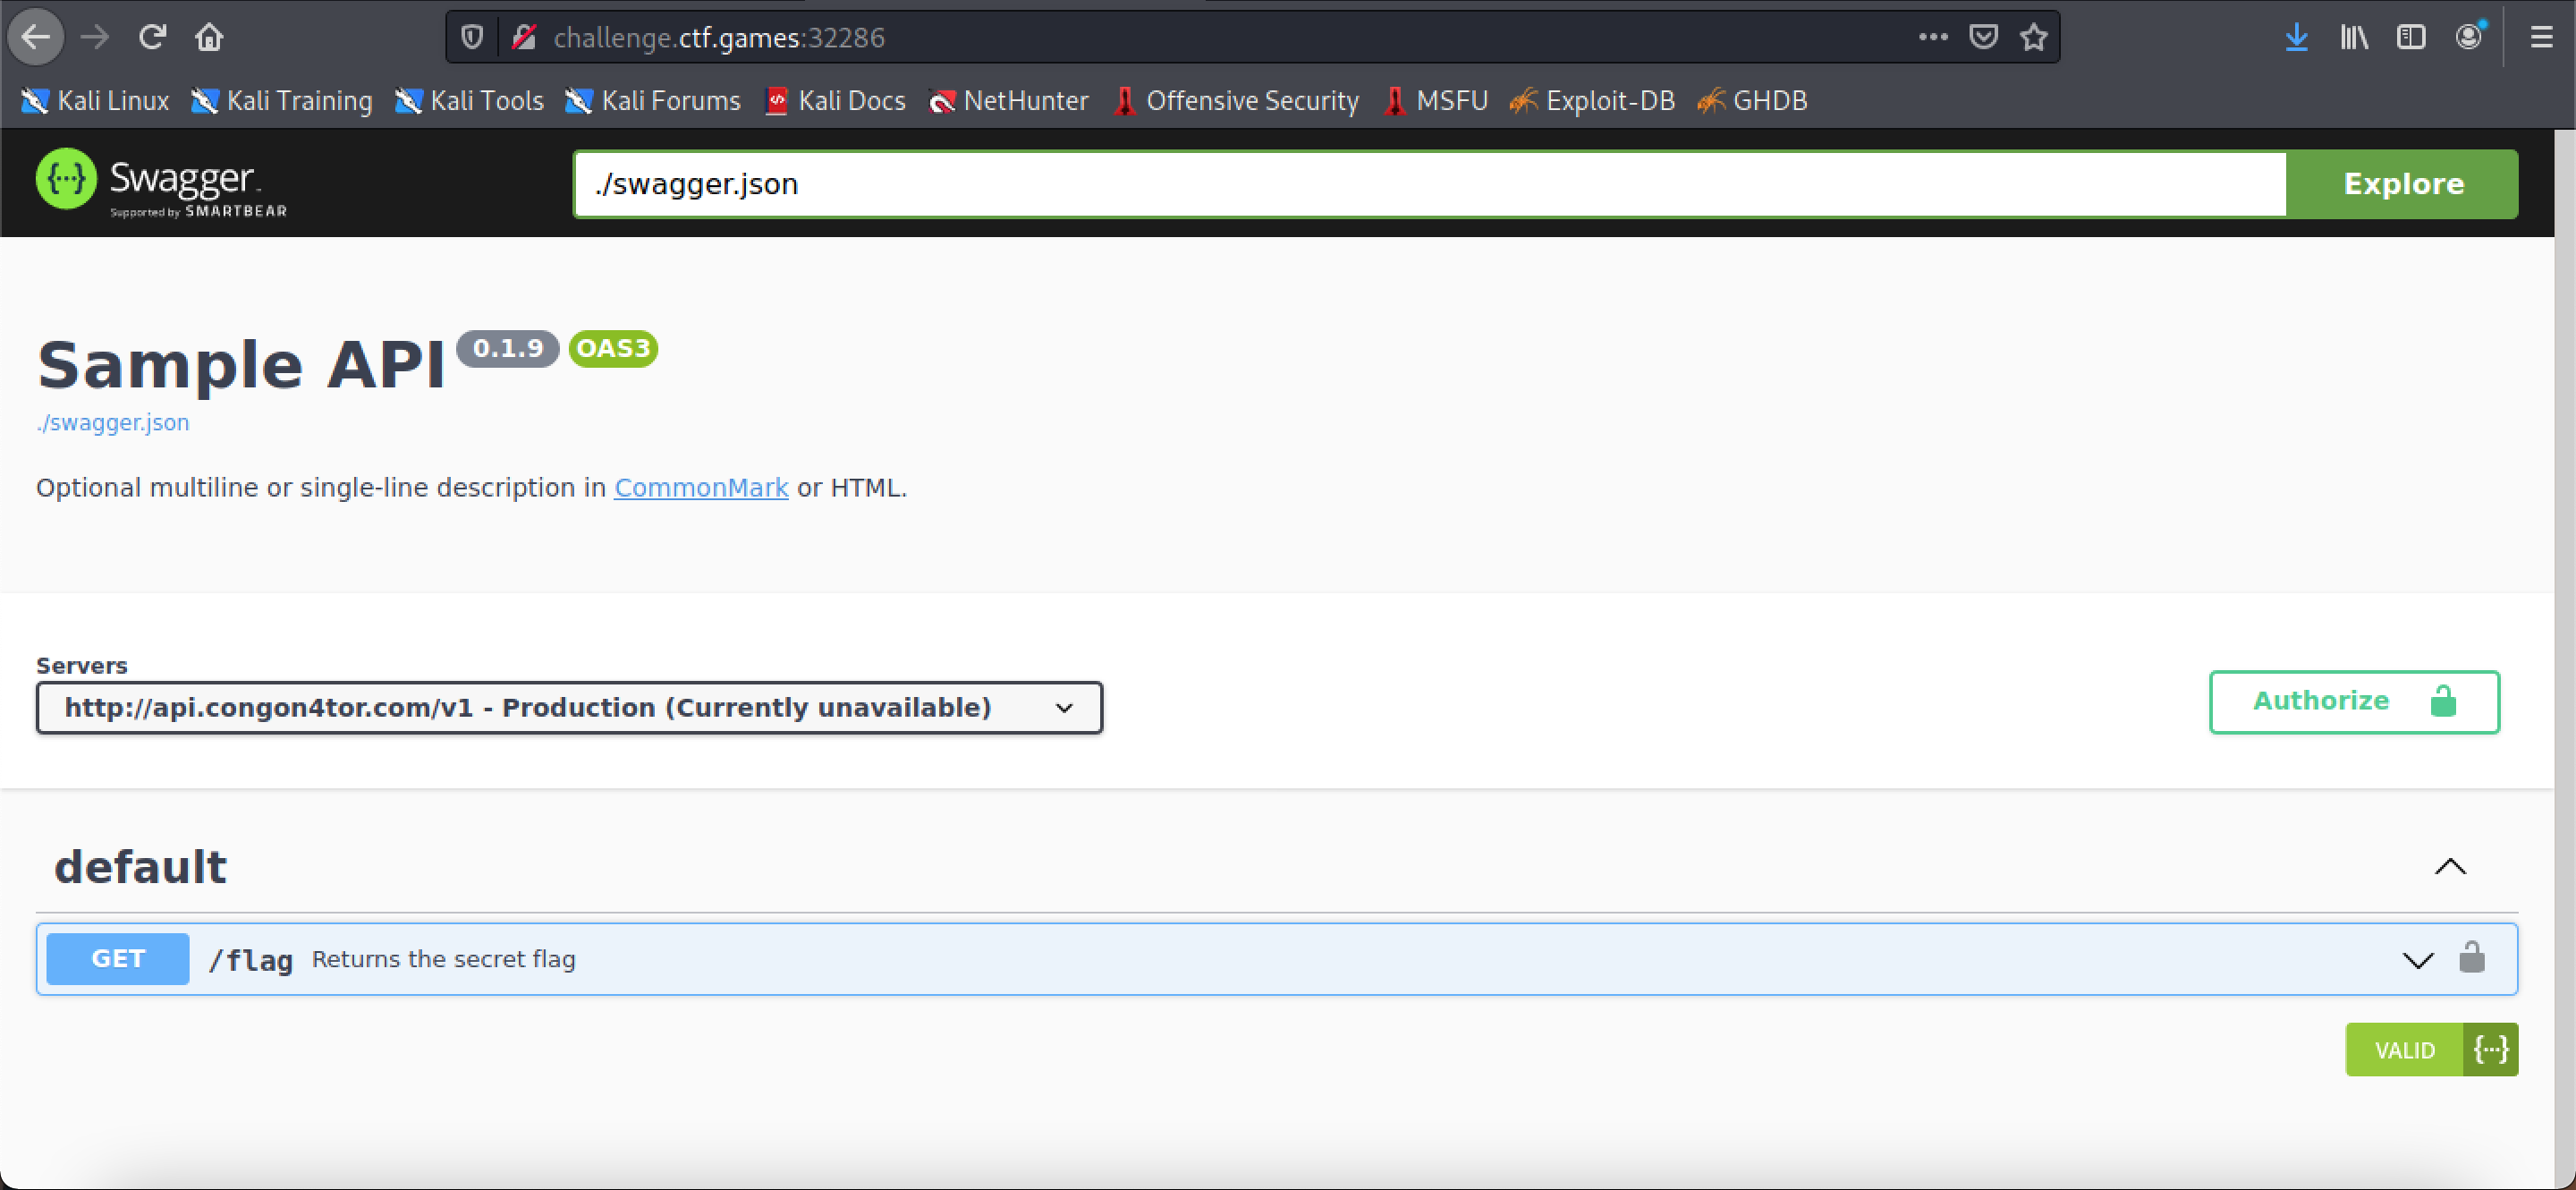 challenge.ctf.games:32286
Kali Linux Kali Training Kali Tools Kali Forums Kali Docs NetHunter Offensive Security MSFU Exploit-DB GHDB
{···} Swagger.
Supported by SMARTBEAR
./swagger.json
Explore
Sample API 0.1.9 OAS3
./swagger.json
Optional multiline or single-line description in CommonMark or HTML.
Servers
http://api.congon4tor.com/v1 - Production (Currently unavailable)
Authorize
default
GET /flag Returns the secret flag
VALID {···}